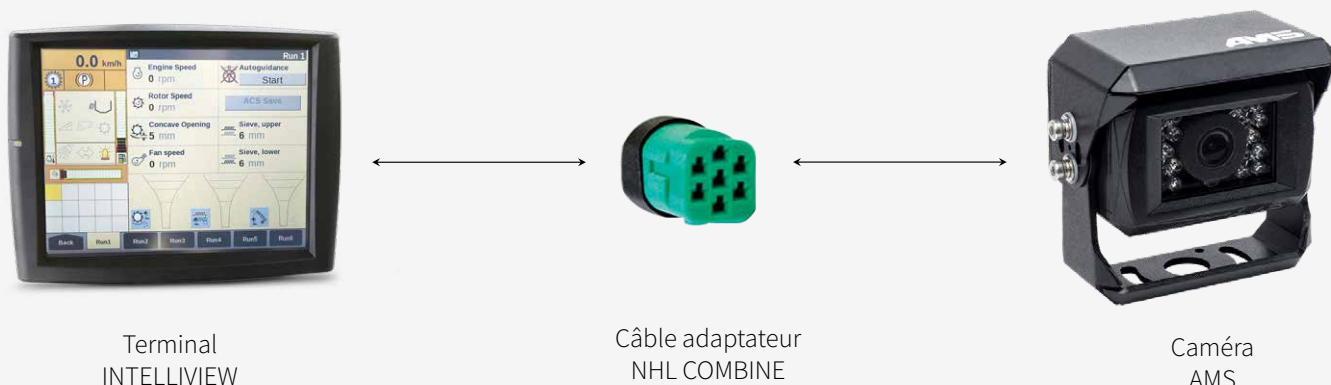 0.0 km/h
Run 1
Engine Speed
0 rpm
Autoguidance
Start
1
(P)
Rotor Speed
0 rpm
ACS Save
Concave Opening
5 mm
Sieve, upper
6 mm
Fan speed
0 rpm
Sieve, lower
6 mm
Back
Run1
Run2
Run3
Run4
Run5
Run6
AMS
Terminal
INTELLIVIEW
Câble adaptateur
NHL COMBINE
Caméra
AMS